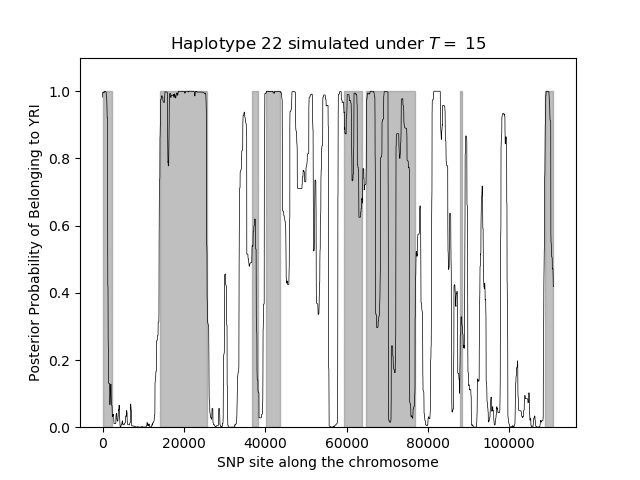 Haplotype 22 simulated under T = 15
Posterior Probability of Belonging to YRI
1.0
0.8
0.6
0.4
0.2
0.0
0 20000 40000 60000 80000 100000
SNP site along the chromosome